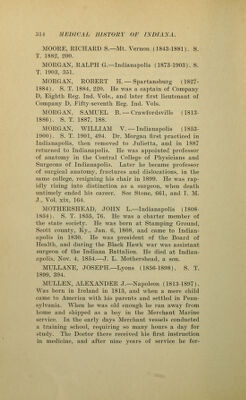 314 MEDICAL HISTORY OF INDIANA.
MOORE, RICHARD S.—Mt. Vernon (1843-1881). S.
T. 1882, 200.
MORGAN, RALPH G.—Indianapolis (1875-1903). S.
T. 1903, 351.
MORGAN, ROBERT H. — Spartansburg (1827-
1884). S. T. 1884, 220. He was a captain of Company
D, Eighth Reg. Ind. Vols., and later first lieutenant of
Company D, Fifty-seventh Reg. Ind. Vols.
MORGAN, SAMUEL B. — Crawfordsville (1813-
1886). S. T. 1887, 188.
MORGAN, WILLIAM V. — Indianapolis (1853-
1900). S. T. 1901, 494. Dr. Morgan first practiced in
Indianapolis, then removed to Julietta, and in 1887
returned to Indianapolis. He was appointed professor
of anatomy in the Central College of Physicians and
Surgeons of Indianapolis. Later he became professor
of surgical anatomy, fractures and dislocations, in the
same college, resigning his chair in 1899. He was rap-
idly rising into distinction as a surgeon, when death
untimely ended his career. See Stone, 661, and I. M.
J., Vol. xix, 164.
MOTHERSHEAD, JOHN L.—Indianapolis (1808-
1854). S. T. 1855, 76. He was a charter member of
the state society. He was born at Stamping Ground,
Scott county, Ky., Jan. 6, 1808, and came to Indian-
apolis in 1830. He was president of the Board of
Health, and during the Black Hawk war was assistant
surgeon of the Indiana Battalion. He died at Indian-
apolis, Nov. 4, 1854.—J. L. Mothershead, a son.
MULLANE, JOSEPH.—Lyons (1856-1898). S. T.
1899, 394.
MULLEN, ALEXANDER J.—Napoleon (1813-1897).
Was born in Ireland in 1813, and when a mere child
came to America with his parents and settled in Penn-
sylvania. When he was old enough he ran away from
home and shipped as a boy in the Merchant Marine
service. In the early days Merchant vessels conducted
a training school, requiring so many hours a day for
study. The Doctor there received his first instruction
in medicine, and after nine years of service he for-